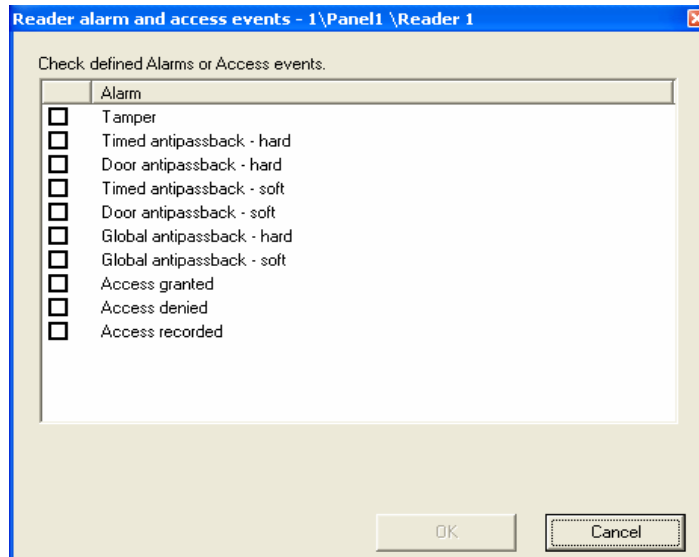 Reader alarm and access events - 1\Panel1 \Reader 1
Check defined Alarms or Access events.
Alarm
Tamper
Timed antipassback - hard
Door antipassback - hard
Timed antipassback - soft
Door antipassback - soft
Global antipassback - hard
Global antipassback - soft
Access granted
Access denied
Access recorded
OK Cancel